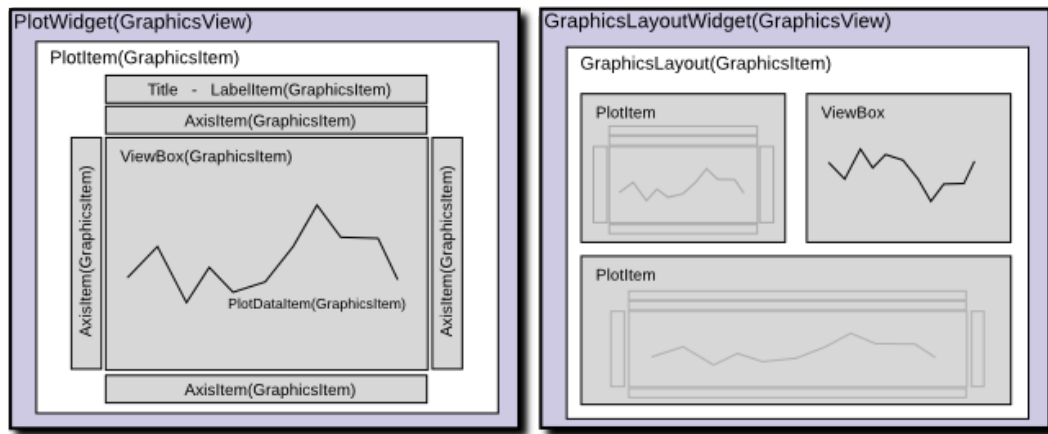 PlotWidget(GraphicsView)
PlotItem(GraphicsItem)
Title - LabelItem(GraphicsItem)
AxisItem(GraphicsItem)
AxisItem(GraphicsItem)
ViewBox(GraphicsItem)
PlotDataItem(GraphicsItem)
AxisItem(GraphicsItem)
AxisItem(GraphicsItem)
GraphicsLayoutWidget(GraphicsView)
GraphicsLayout(GraphicsItem)
PlotItem
ViewBox
PlotItem